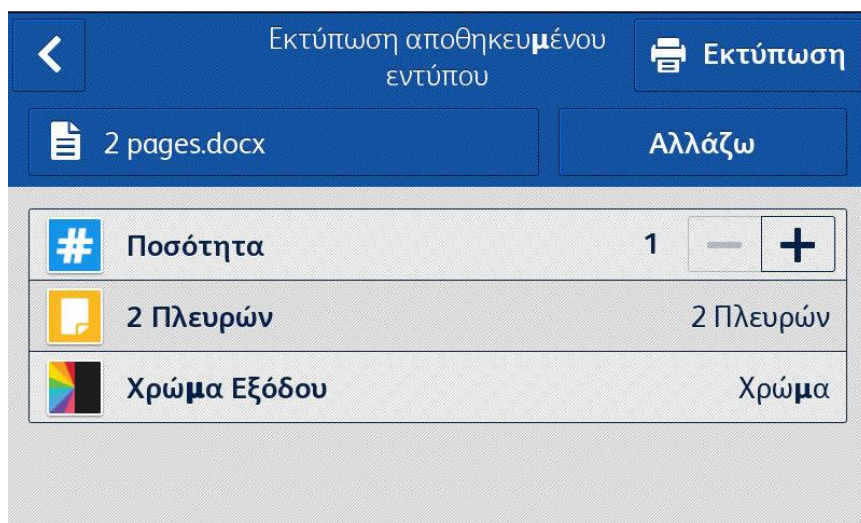 Εκτύπωση αποθηκευμένου
εντύπου
Εκτύπωση
2 pages.docx
Αλλάζω
Ποσότητα 1
2 Πλευρών 2 Πλευρών
Χρώμα Εξόδου Χρώμα